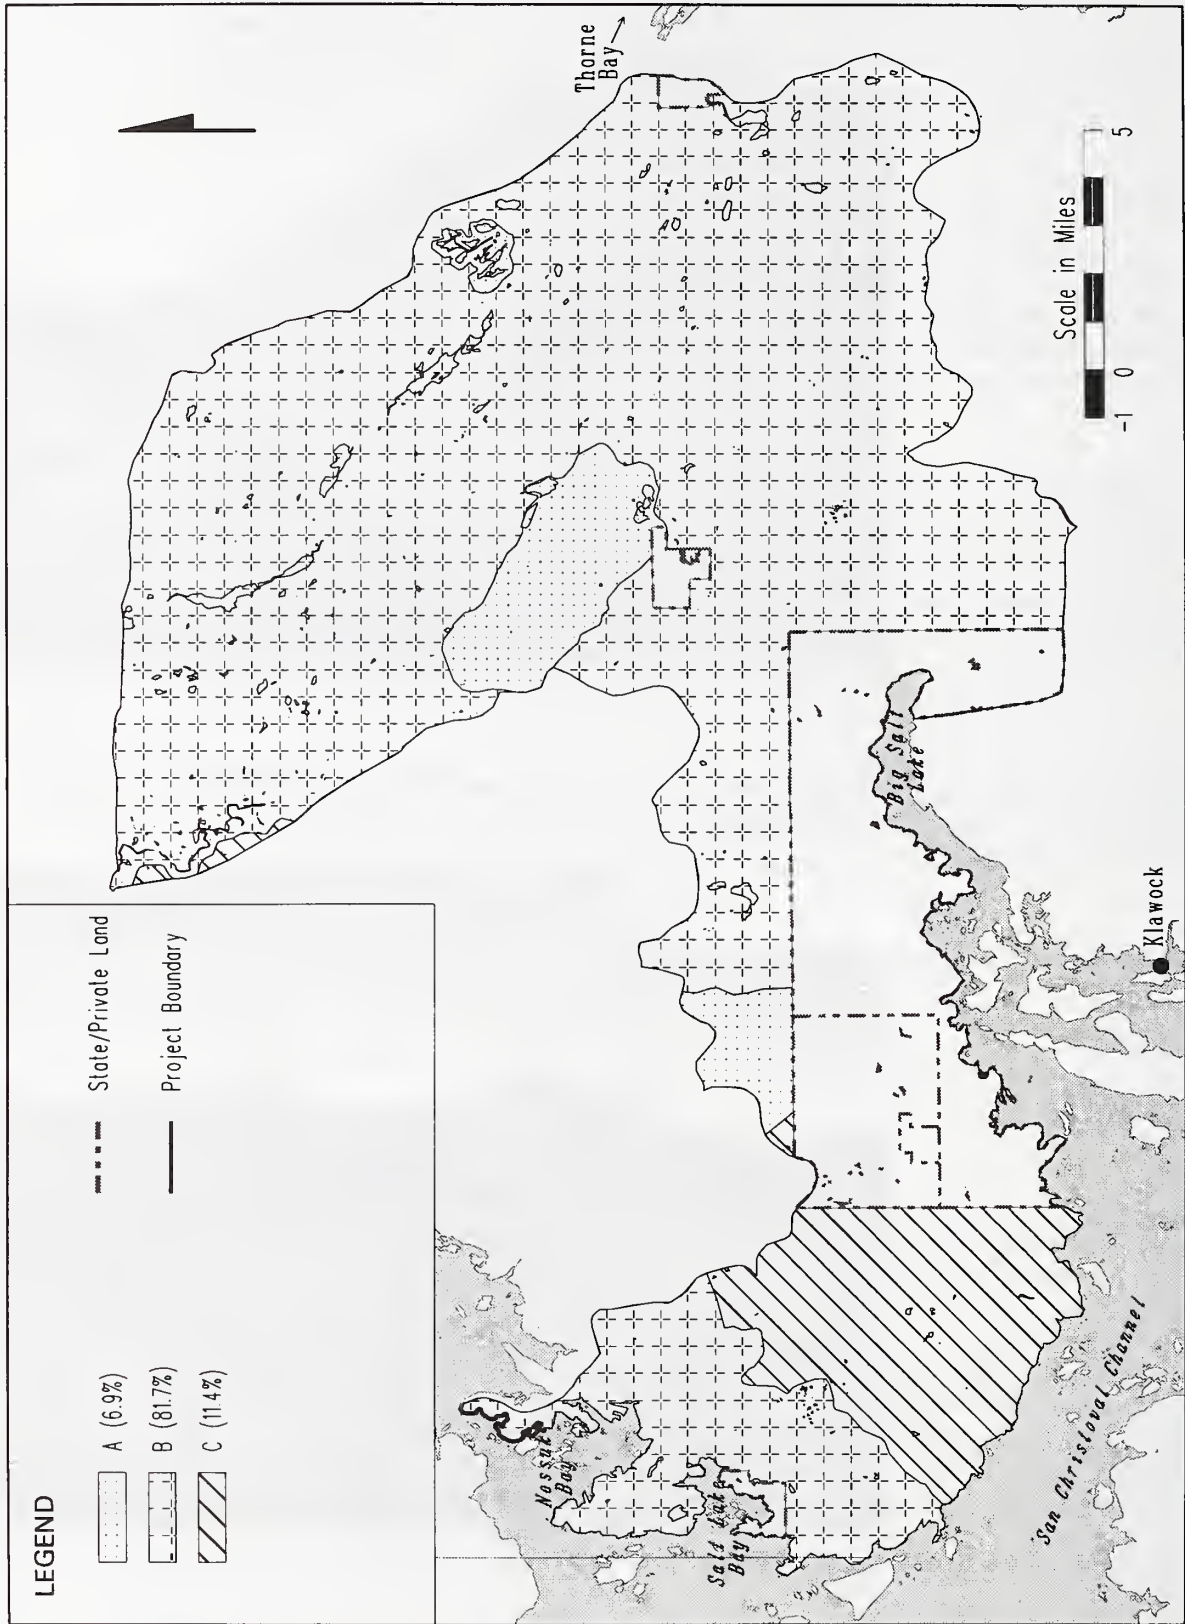 LEGEND
A (6.9%)
B (81.7%)
C (11.4%)
State/Private Land
Project Boundary
Thorne
Bay
Nossuk
Bay
Salt Lake
Bay
Big Salt
Lake
San Christoval Channel
Klawock
Scale in Miles
-1 0 5